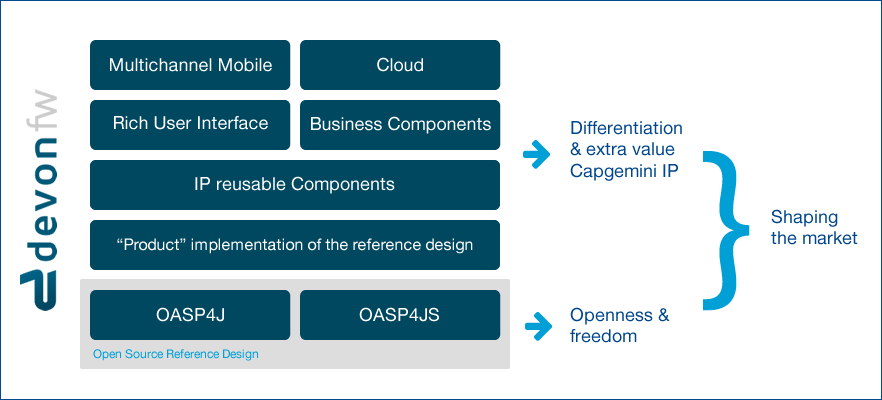 devonfw
Multichannel Mobile
Cloud
Rich User Interface
Business Components
IP reusable Components
“Product” implementation of the reference design
OASP4J
OASP4JS
Open Source Reference Design
Differentiation
& extra value
Capgemini IP
Openness &
freedom
Shaping
the market